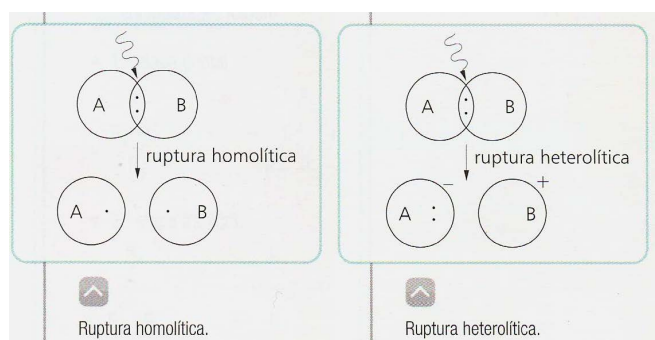 A : B
ruptura homolítica
A · · B
Ruptura homolítica.
A : B
ruptura heterolítica
A : − B +
Ruptura heterolítica.